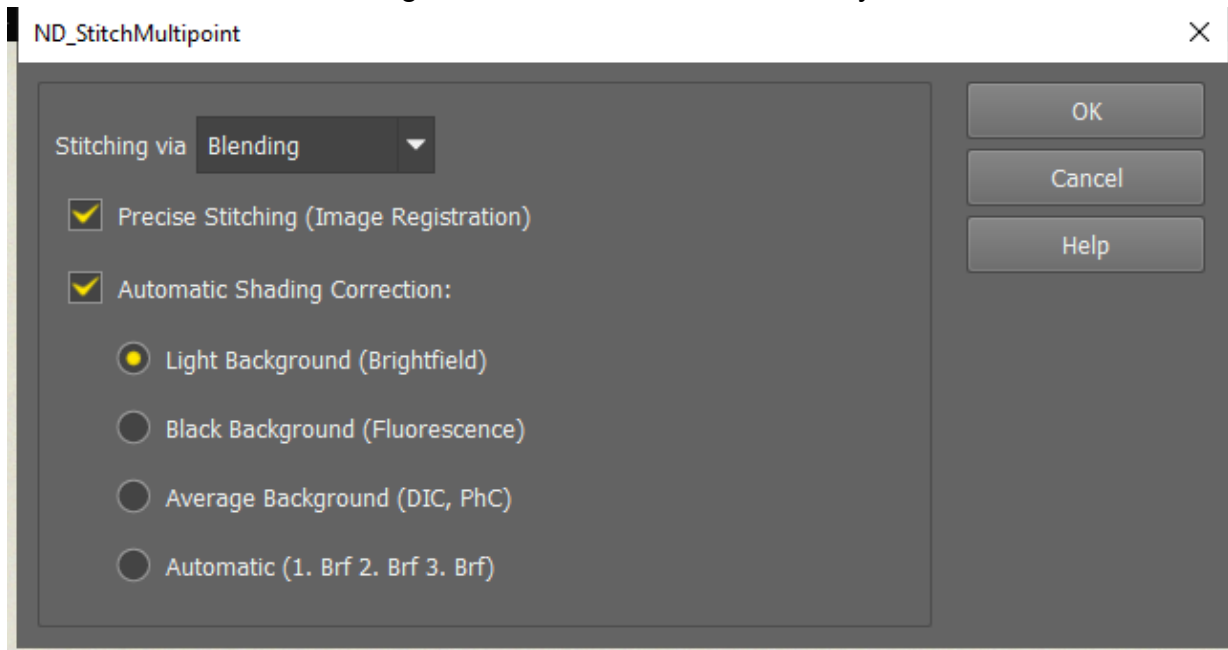 ND_StitchMultipoint
OK
Stitching via Blending
Cancel
Precise Stitching (Image Registration)
Help
Automatic Shading Correction:
Light Background (Brightfield)
Black Background (Fluorescence)
Average Background (DIC, PhC)
Automatic (1. Brf 2. Brf 3. Brf)